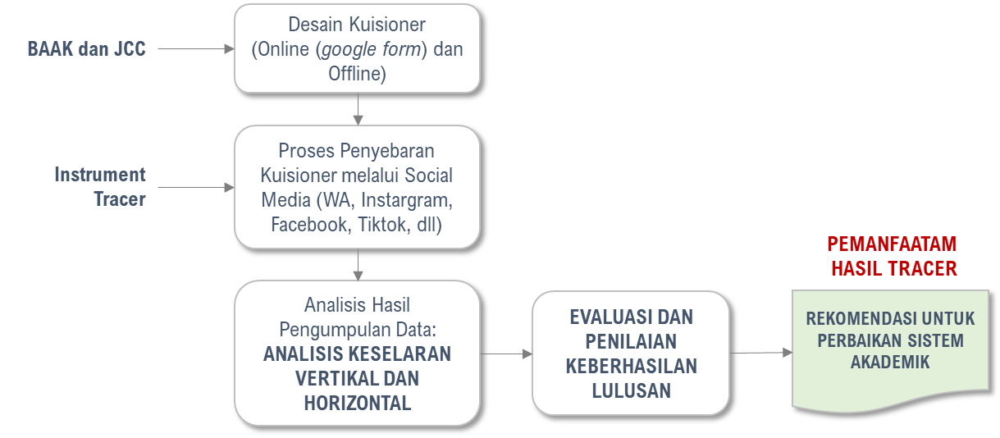 BAAK dan JCC
Desain Kuisioner
(Online (google form) dan
Offline)
Instrument
Tracer
Proses Penyebaran
Kuisioner melalui Social
Media (WA, Instargram,
Facebook, Tiktok, dll)
Analisis Hasil
Pengumpulan Data:
ANALISIS KESELARAN
VERTIKAL DAN
HORIZONTAL
EVALUASI DAN
PENILAIAN
KEBERHASILAN
LULUSAN
PEMANFAATAM
HASIL TRACER
REKOMENDASI UNTUK
PERBAIKAN SISTEM
AKADEMIK